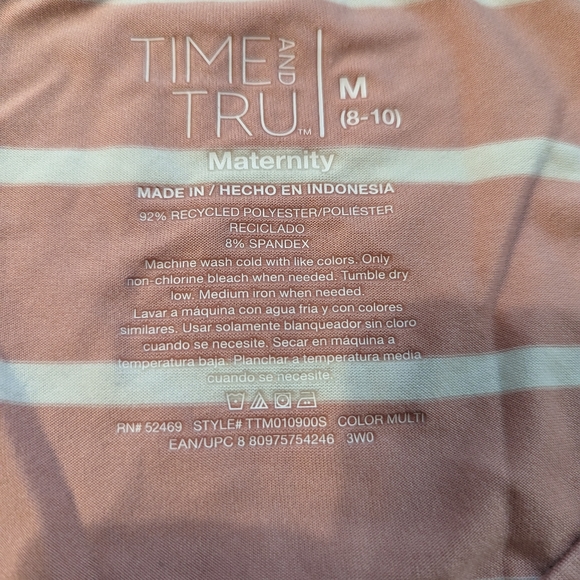 TIME AND
TRU™
M
(8-10)
Maternity
MADE IN / HECHO EN INDONESIA
92% RECYCLED POLYESTER/POLIÉSTER
RECICLADO
8% SPANDEX
Machine wash cold with like colors. Only
non-chlorine bleach when needed. Tumble dry
low. Medium iron when needed.
Lavar a máquina con agua fria y con colores
similares. Usar solamente blanqueador sin cloro
cuando se necesite. Secar en máquina a
temperatura baja. Planchar a temperatura media
cuando se necesite.
RN# 52469 STYLE# TTM010900S COLOR MULTI
EAN/UPC 8 80975754246 3W0